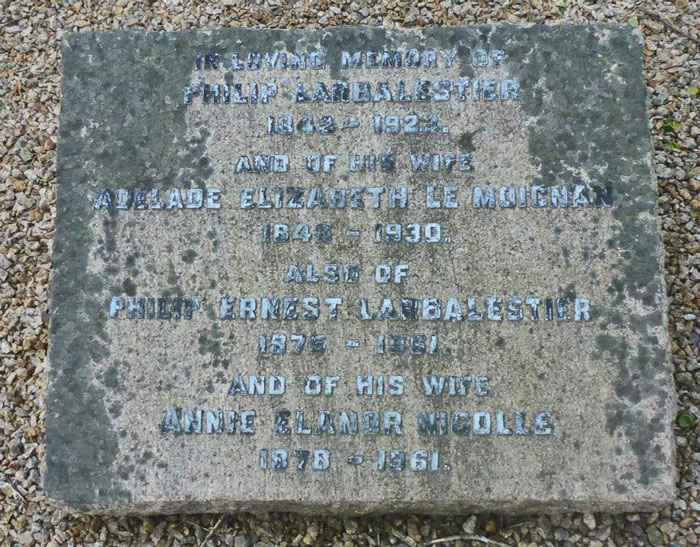 IN LOVING MEMORY OF
PHILIP LARBALESTIER
1842 - 1923.
AND OF HIS WIFE
ADELADE ELIZABETH LE MOIGNAN
1843 - 1930.
ALSO OF
PHILIP ERNEST LARBALESTIER
1875 - 1961.
AND OF HIS WIFE
ANNIE ELANOR NICOLLE
1878 - 1961.